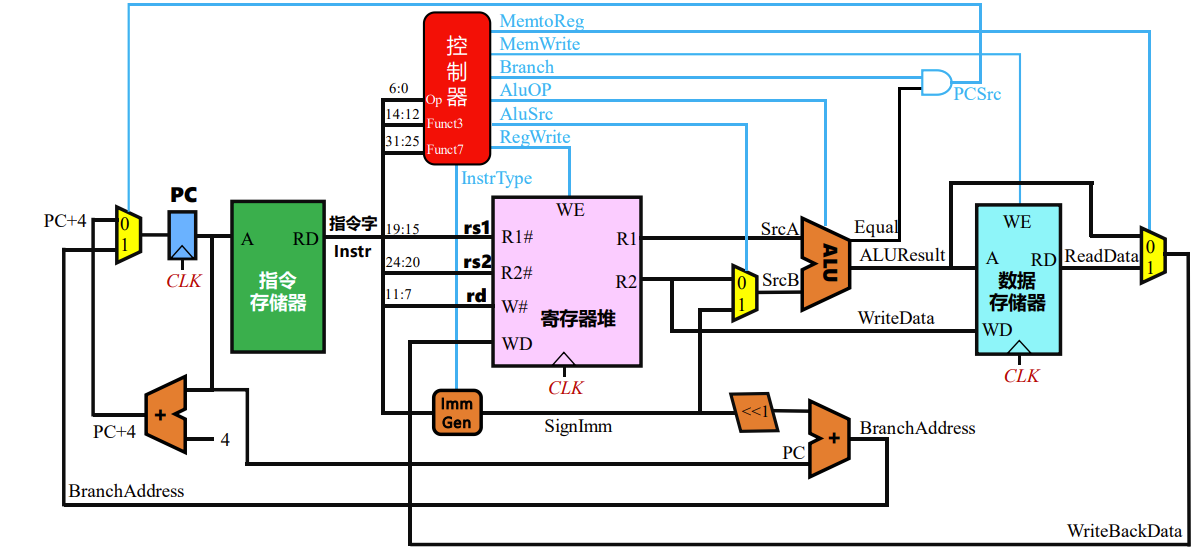 MemtoReg
MemWrite
Branch
AluOP
AluSrc
RegWrite
InstrType
PCSrc
控
制
器
Op
Funct3
Funct7
6:0
14:12
31:25
PC+4
0
1
PC
CLK
A
RD
指令
存储器
指令字
Instr
19:15
rs1
24:20
rs2
11:7
rd
WE
R1#
R2#
W#
WD
R1
R2
寄存器堆
CLK
0
1
SrcA
SrcB
ALU
Equal
ALUResult
WriteData
WE
A
RD
数据
存储器
WD
CLK
ReadData
0
1
+
PC+4
4
Imm
Gen
SignImm
<<1
PC
+
BranchAddress
BranchAddress
WriteBackData